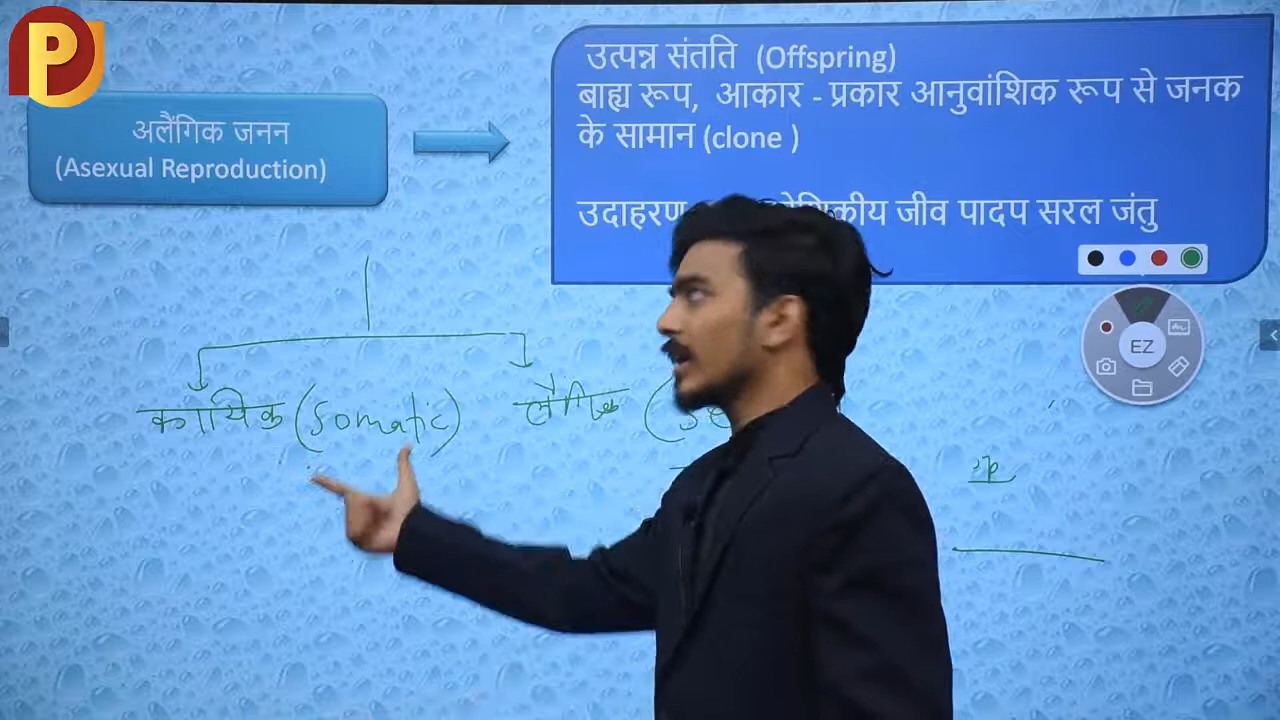 P
अलैंगिक जनन
(Asexual Reproduction)
उत्पन्न संतति (Offspring)
बाह्य रूप, आकार - प्रकार आनुवांशिक रूप से जनक
के सामान (clone )
उदाहरण जीव पादप सरल जंतु
EZ
कायिक (Somatic) लैंगिक (se